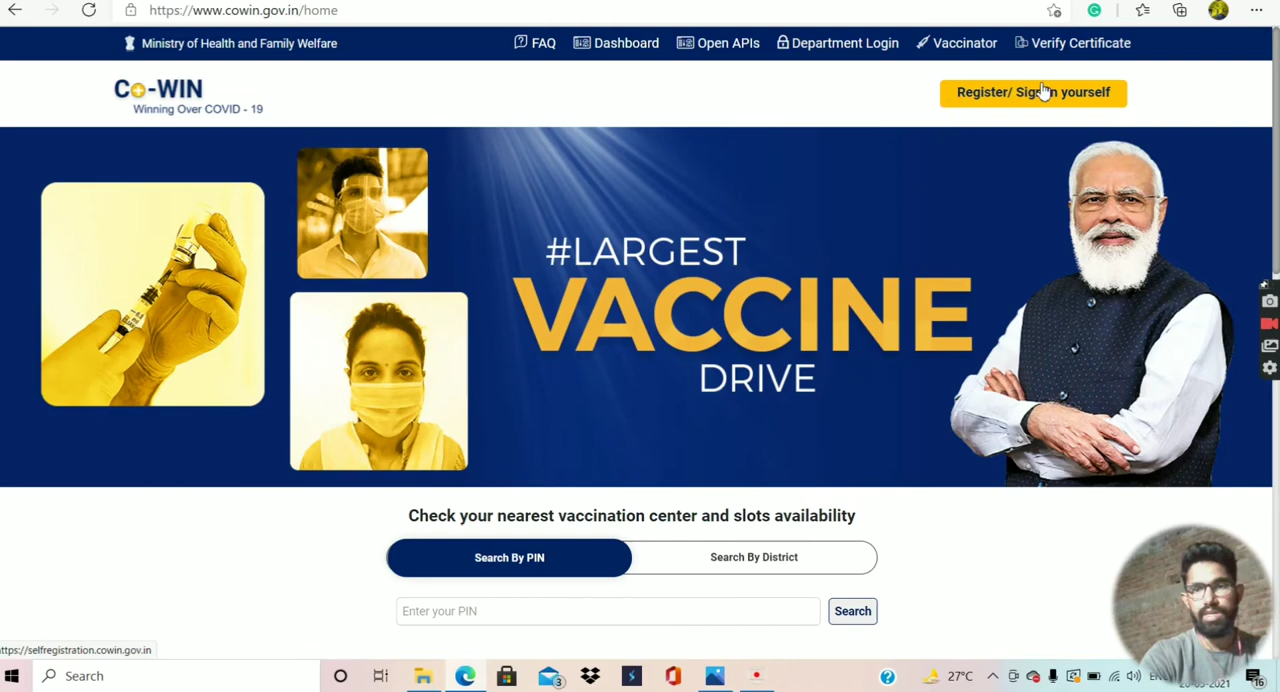 https://www.cowin.gov.in/home
Ministry of Health and Family Welfare
FAQ
Dashboard
Open APIs
Department Login
Vaccinator
Verify Certificate
Co-WIN
Winning Over COVID - 19
Register/ Sign In yourself
#LARGEST
VACCINE
DRIVE
Check your nearest vaccination center and slots availability
Search By PIN
Search By District
Enter your PIN
Search
ttps://selfregistration.cowin.gov.in
Search
3
27°C
16